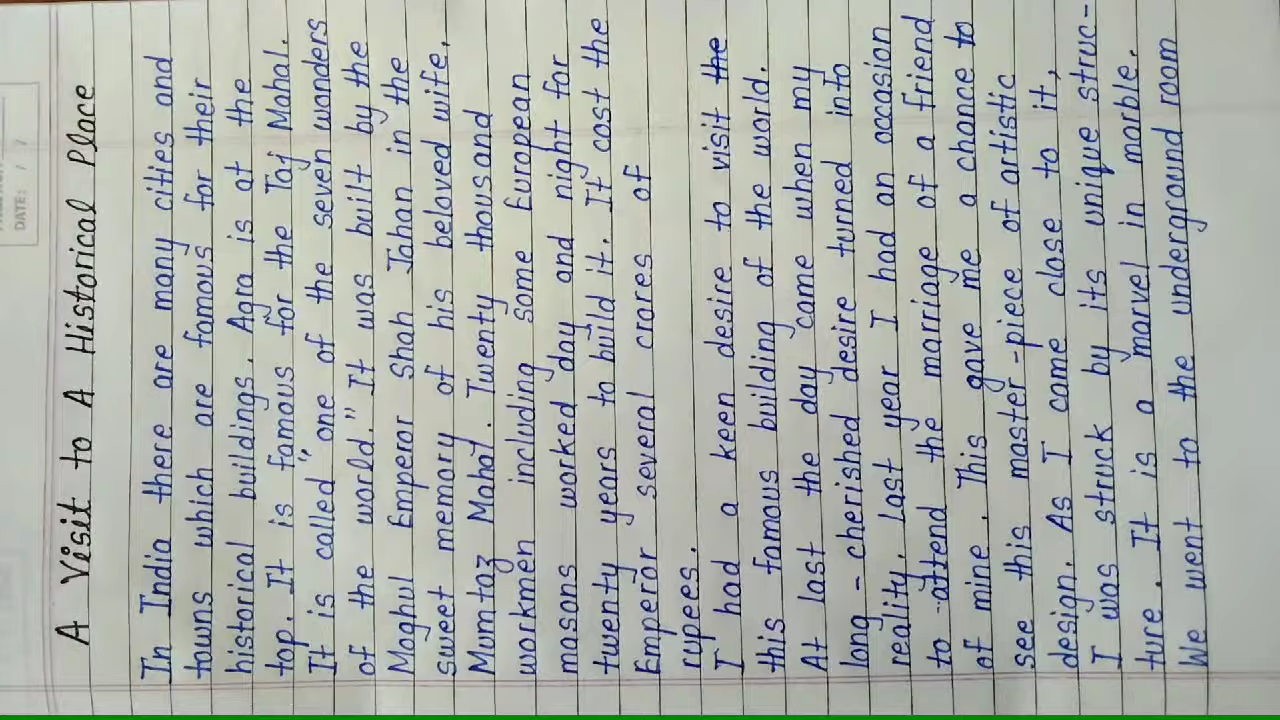 DATE: / /
A Visit to A Historical Place
In India there are many cities and
towns which are famous for their
historical buildings. Agra is at the
top. It is famous for the Taj Mahal.
It is called "one of the seven wonders
of the world." It was built by the
Moghul Emperor Shah Jahan in the
sweet memory of his beloved wife,
Mumtaz Mahal. Twenty thousand
workmen including some European
masons worked day and night for
twenty years to build it. It cost the
Emperor several crores of
rupees.
I had a keen desire to visit the
this famous building of the world.
At last the day came when my
long-cherished desire turned into
reality. Last year I had an occasion
to attend the marriage of a friend
of mine. This gave me a chance to
see this master-piece of artistic
design. As I came close to it,
I was struck by its unique struc-
ture. It is a marvel in marble.
We went to the underground room